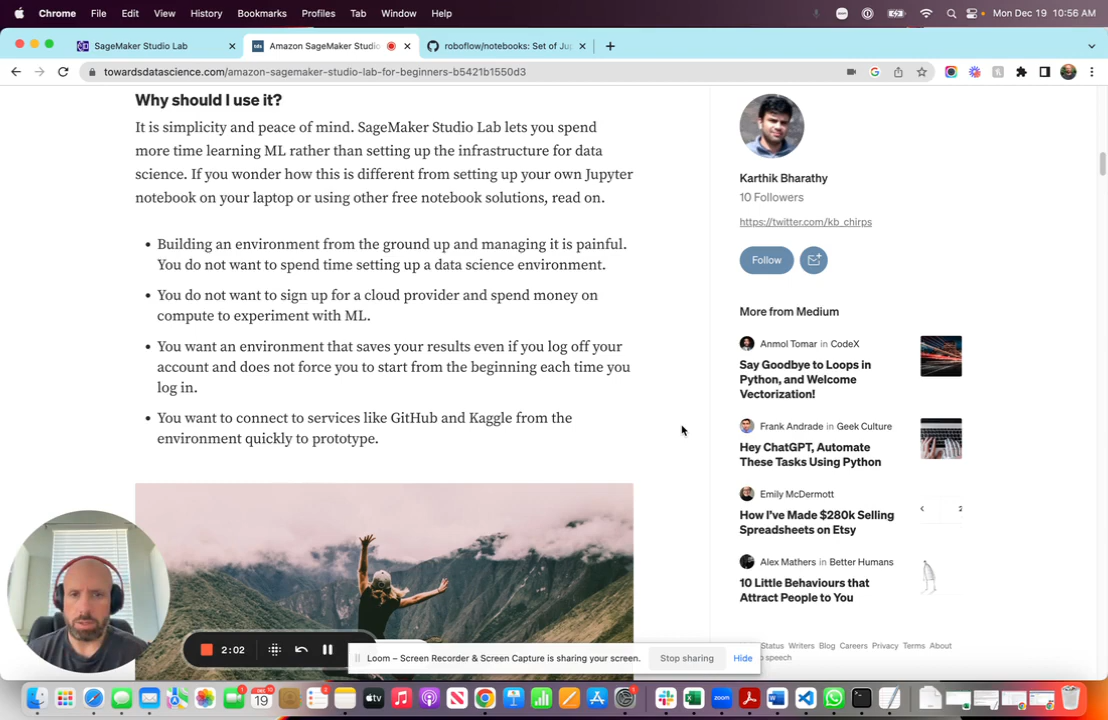 Chrome File Edit View History Bookmarks Profiles Tab Window Help Mon Dec 19 10:56 AM
SageMaker Studio Lab Amazon SageMaker Studio roboflow/notebooks: Set of Ju
towardsdatascience.com/amazon-sagemaker-studio-lab-for-beginners-b5421b1550d3
Why should I use it?
It is simplicity and peace of mind. SageMaker Studio Lab lets you spend
more time learning ML rather than setting up the infrastructure for data
science. If you wonder how this is different from setting up your own Jupyter
notebook on your laptop or using other free notebook solutions, read on.
• Building an environment from the ground up and managing it is painful.
You do not want to spend time setting up a data science environment.
• You do not want to sign up for a cloud provider and spend money on
compute to experiment with ML.
• You want an environment that saves your results even if you log off your
account and does not force you to start from the beginning each time you
log in.
• You want to connect to services like GitHub and Kaggle from the
environment quickly to prototype.
Karthik Bharathy
10 Followers
https://twitter.com/kb_chirps
Follow
More from Medium
Anmol Tomar in CodeX
Say Goodbye to Loops in
Python, and Welcome
Vectorization!
Frank Andrade in Geek Culture
Hey ChatGPT, Automate
These Tasks Using Python
Emily McDermott
How I've Made $280k Selling
Spreadsheets on Etsy
Alex Mathers in Better Humans
10 Little Behaviours that
Attract People to You
Status Writers Blog Careers Privacy Terms About
speech
2:02
Loom – Screen Recorder & Screen Capture is sharing your screen. Stop sharing Hide